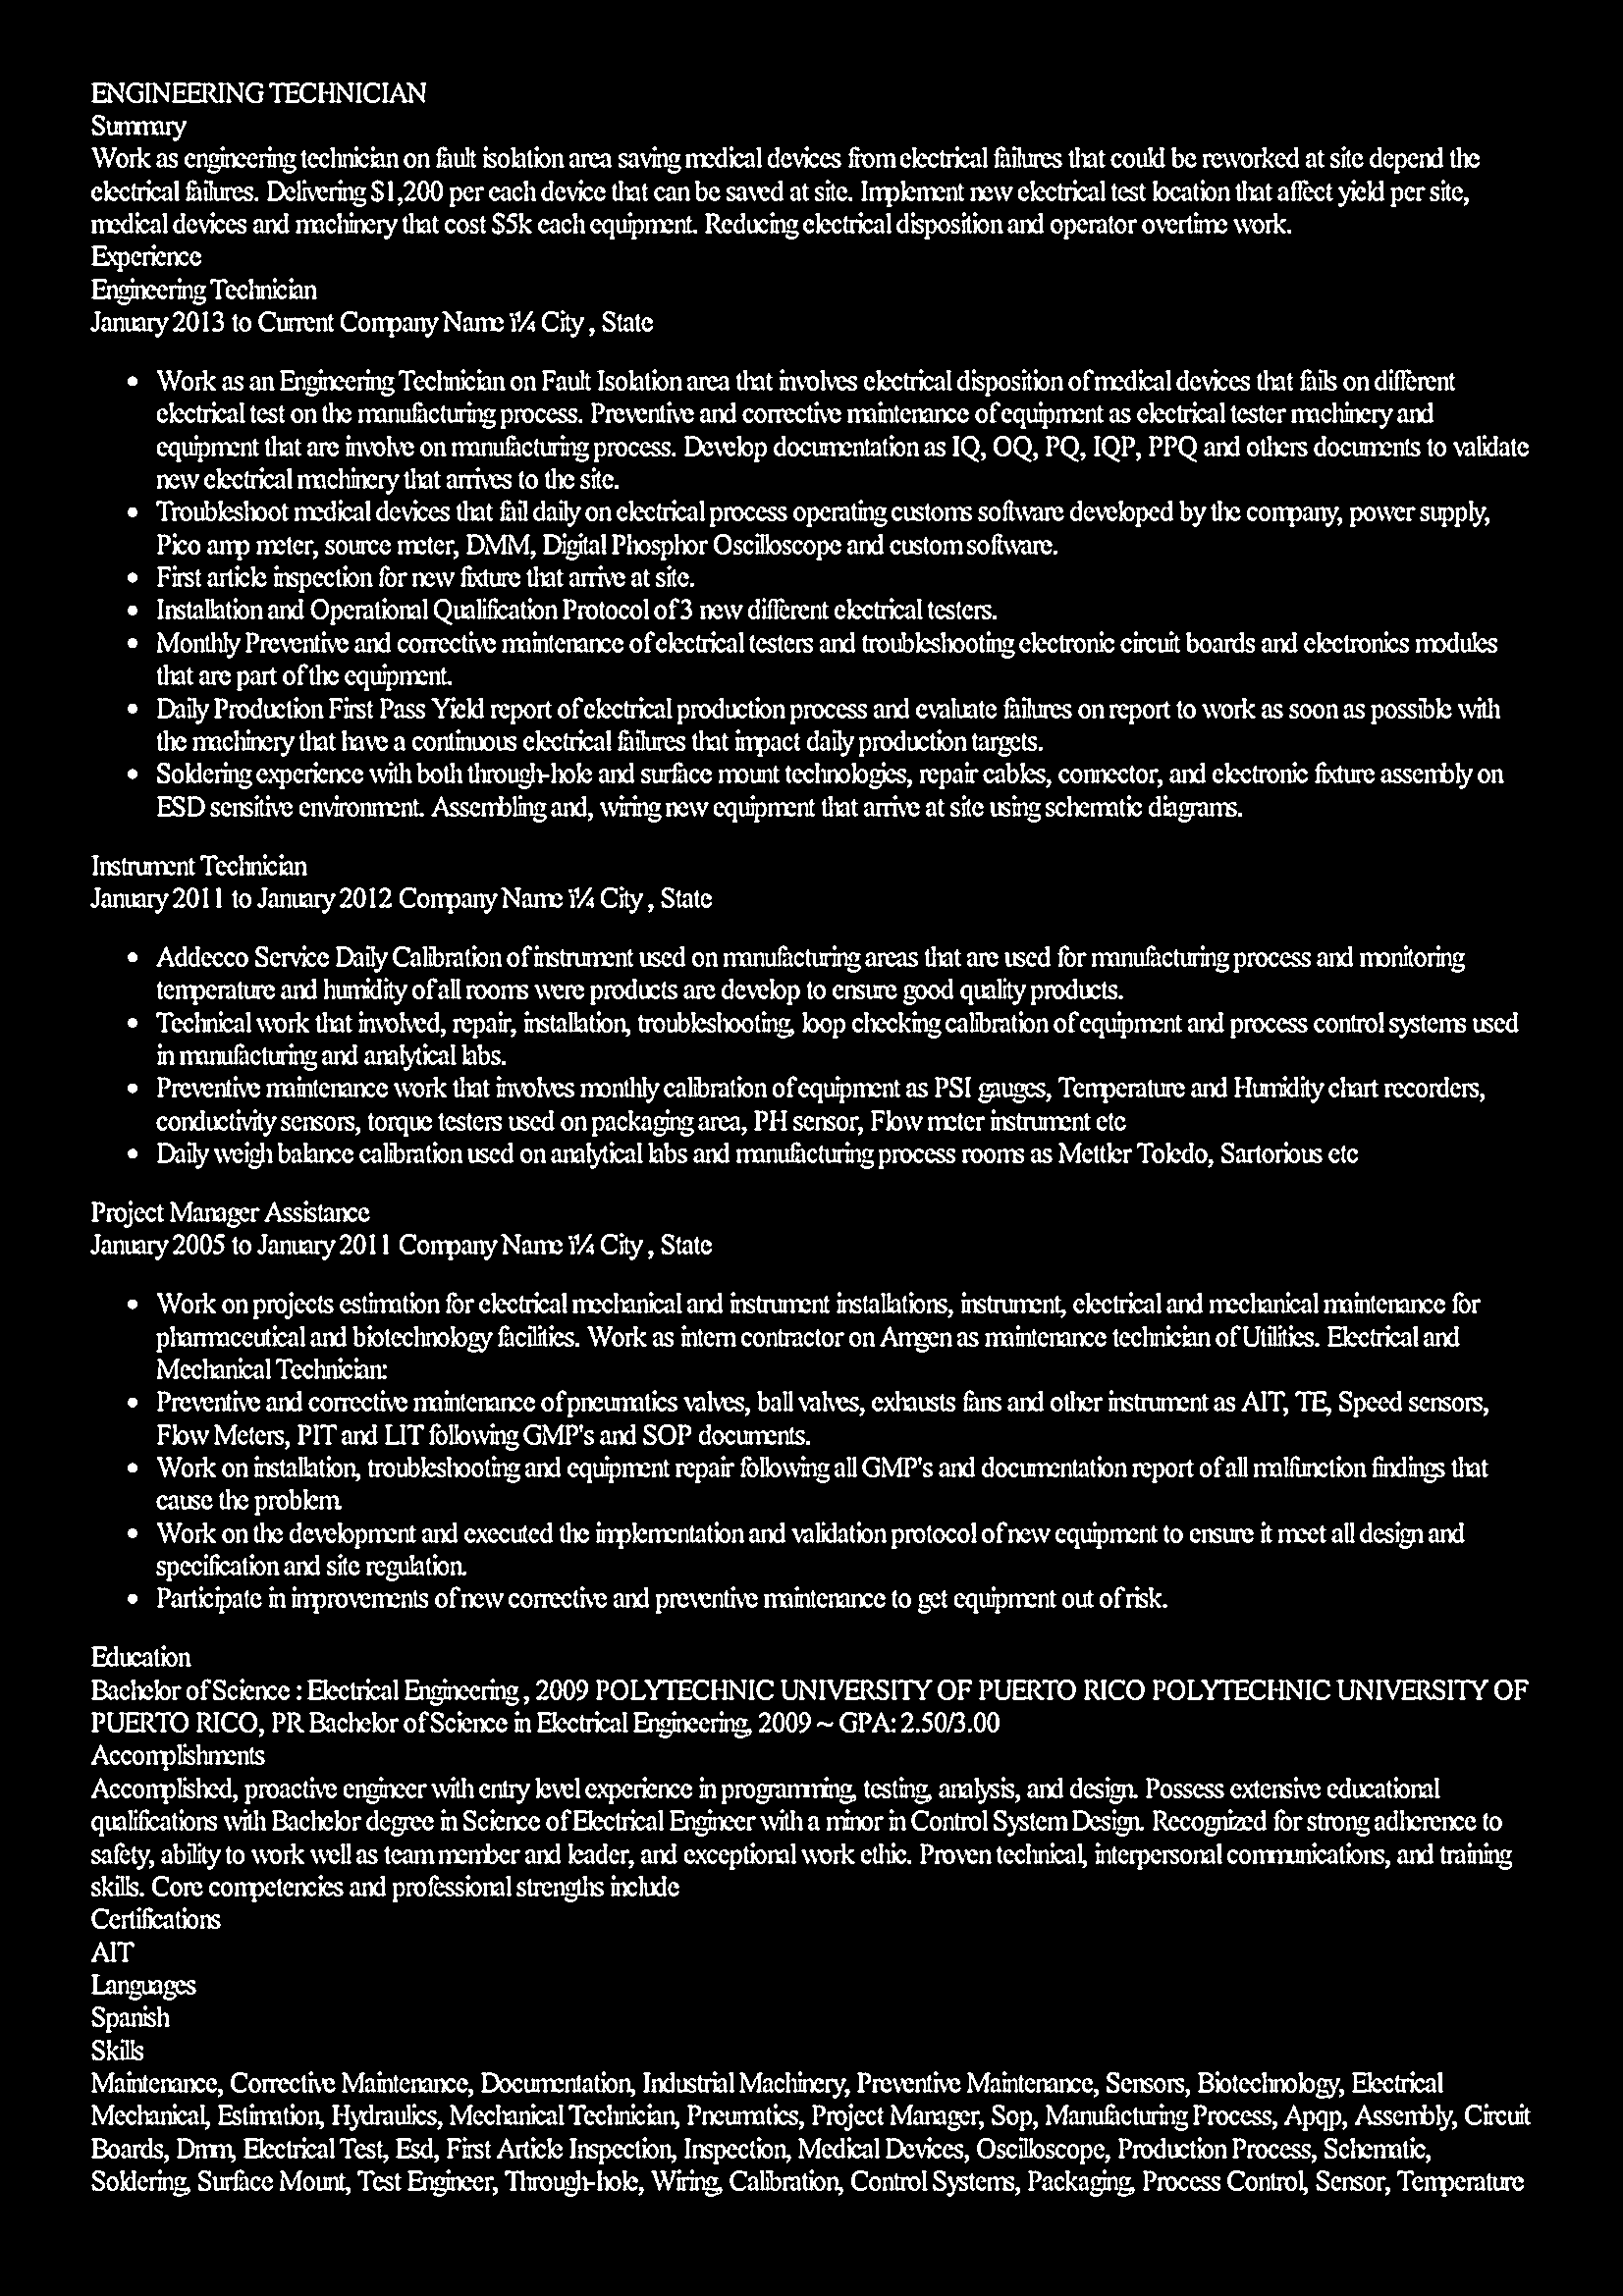 ENGINEERING TECHNICIAN
Summary
Work as engineering technician on fault isolation area saving medical devices from electrical failures that could be reworked at site depend the
electrical failures. Delivering $1,200 per each device that can be saved at site. Implement new electrical test location that affect yield per site,
medical devices and machinery that cost $5k each equipment. Reducing electrical disposition and operator overtime work.
Experience
Engineering Technician
January 2013 to Current Company Name ï¼ City , State
• Work as an Engineering Technician on Fault Isolation area that involves electrical disposition of medical devices that fails on different
electrical test on the manufacturing process. Preventive and corrective maintenance of equipment as electrical tester machinery and
equipment that are involve on manufacturing process. Develop documentation as IQ, OQ, PQ, IQP, PPQ and others documents to validate
new electrical machinery that arrives to the site.
• Troubleshoot medical devices that fail daily on electrical process operating customs software developed by the company, power supply,
Pico amp meter, source meter, DMM, Digital Phosphor Oscilloscope and custom software.
• First article inspection for new fixture that arrive at site.
• Installation and Operational Qualification Protocol of 3 new different electrical testers.
• Monthly Preventive and corrective maintenance of electrical testers and troubleshooting electronic circuit boards and electronics modules
that are part of the equipment.
• Daily Production First Pass Yield report of electrical production process and evaluate failures on report to work as soon as possible with
the machinery that have a continuous electrical failures that impact daily production targets.
• Soldering experience with both through-hole and surface mount technologies, repair cables, connector, and electronic fixture assembly on
ESD sensitive environment. Assembling and, wiring new equipment that arrive at site using schematic diagrams.
Instrument Technician
January 2011 to January 2012 Company Name ï¼ City , State
• Addecco Service Daily Calibration of instrument used on manufacturing areas that are used for manufacturing process and monitoring
temperature and humidity of all rooms were products are develop to ensure good quality products.
• Technical work that involved, repair, installation, troubleshooting, loop checking calibration of equipment and process control systems used
in manufacturing and analytical labs.
• Preventive maintenance work that involves monthly calibration of equipment as PSI gauges, Temperature and Humidity chart recorders,
conductivity sensors, torque testers used on packaging area, PH sensor, Flow meter instrument etc
• Daily weigh balance calibration used on analytical labs and manufacturing process rooms as Mettler Toledo, Sartorious etc
Project Manager Assistance
January 2005 to January 2011 Company Name ï¼ City , State
• Work on projects estimation for electrical mechanical and instrument installations, instrument, electrical and mechanical maintenance for
pharmaceutical and biotechnology facilities. Work as intern contractor on Amgen as maintenance technician of Utilities. Electrical and
Mechanical Technician:
• Preventive and corrective maintenance of pneumatics valves, ball valves, exhausts fans and other instrument as AIT, TE, Speed sensors,
Flow Meters, PIT and LIT following GMP's and SOP documents.
• Work on installation, troubleshooting and equipment repair following all GMP's and documentation report of all malfunction findings that
cause the problem.
• Work on the development and executed the implementation and validation protocol of new equipment to ensure it meet all design and
specification and site regulation.
• Participate in improvements of new corrective and preventive maintenance to get equipment out of risk.
Education
Bachelor of Science : Electrical Engineering , 2009 POLYTECHNIC UNIVERSITY OF PUERTO RICO POLYTECHNIC UNIVERSITY OF
PUERTO RICO, PR Bachelor of Science in Electrical Engineering, 2009 ~ GPA: 2.50/3.00
Accomplishments
Accomplished, proactive engineer with entry level experience in programming, testing, analysis, and design. Possess extensive educational
qualifications with Bachelor degree in Science of Electrical Engineer with a minor in Control System Design. Recognized for strong adherence to
safety, ability to work well as team member and leader, and exceptional work ethic. Proven technical, interpersonal communications, and training
skills. Core competencies and professional strengths include
Certifications
AIT
Languages
Spanish
Skills
Maintenance, Corrective Maintenance, Documentation, Industrial Machinery, Preventive Maintenance, Sensors, Biotechnology, Electrical
Mechanical, Estimation, Hydraulics, Mechanical Technician, Pneumatics, Project Manager, Sop, Manufacturing Process, Apqp, Assembly, Circuit
Boards, Dmm, Electrical Test, Esd, First Article Inspection, Inspection, Medical Devices, Oscilloscope, Production Process, Schematic,
Soldering, Surface Mount, Test Engineer, Through-hole, Wiring, Calibration, Control Systems, Packaging, Process Control, Sensor, Temperature